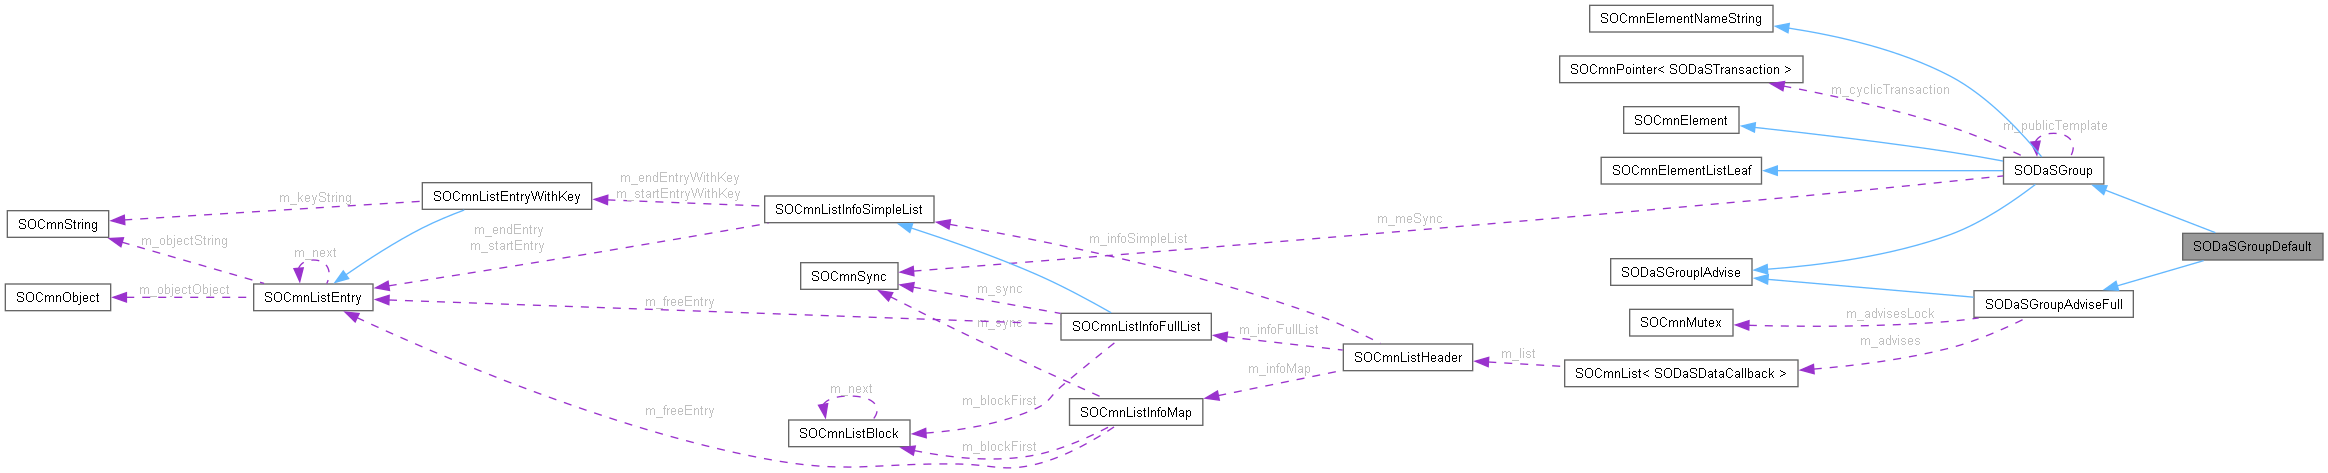 SOCmnElementNameString
SOCmnPointer< SODaSTransaction >
m_cyclicTransaction
SOCmnElement
m_publicTemplate
SOCmnElementListLeaf
SODaSGroup
m_endEntryWithKey
m_startEntryWithKey
SOCmnListEntryWithKey
m_keyString
SOCmnListInfoSimpleList
SOCmnString
m_meSync
m_endEntry
m_startEntry
m_objectString
m_infoSimpleList
SODaSGroupDefault
m_next
SOCmnSync
SODaSGroupIAdvise
SOCmnObject
m_objectObject
SOCmnListEntry
m_sync
m_freeEntry
SODaSGroupAdviseFull
m_advisesLock
SOCmnMutex
m_sync
SOCmnListInfoFullList
m_infoFullList
m_advises
SOCmnListHeader
m_list
SOCmnList< SODaSDataCallback >
m_infoMap
m_next
m_blockFirst
m_freeEntry
SOCmnListInfoMap
SOCmnListBlock
m_blockFirst